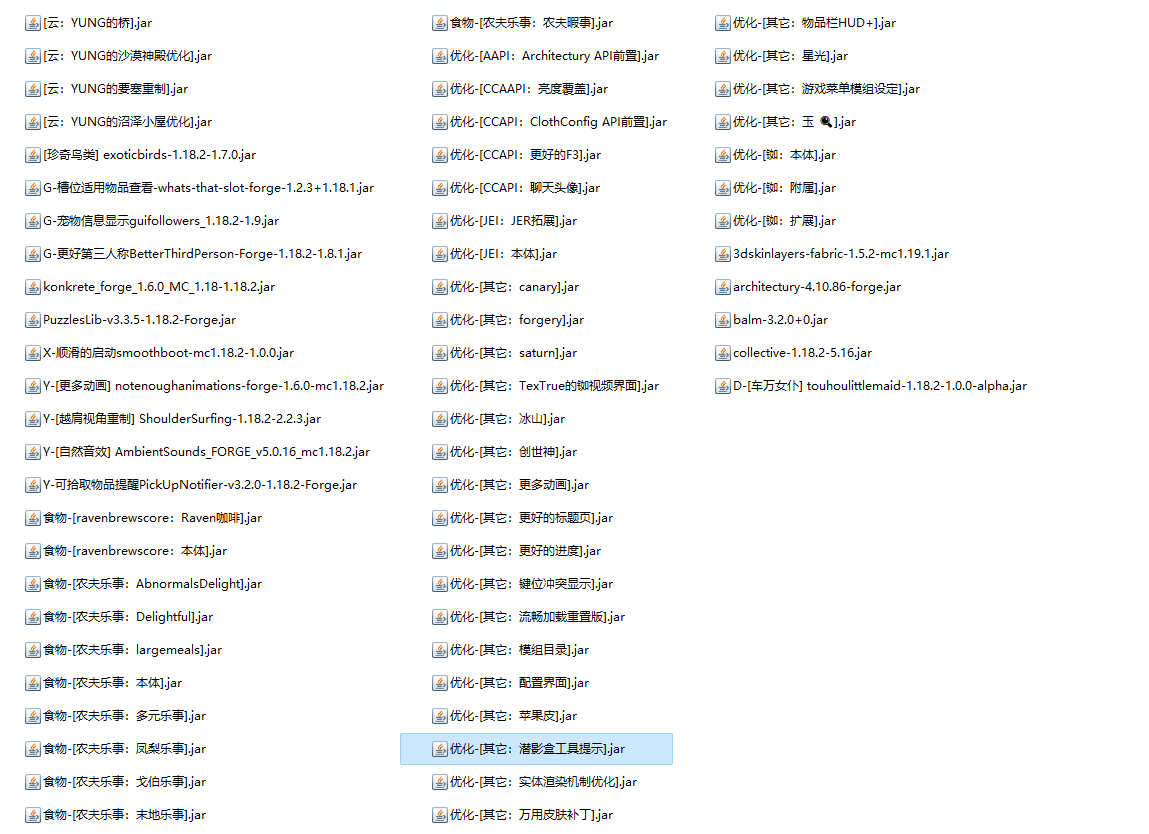 [云：YUNG的桥].jar
[云：YUNG的沙漠神殿优化].jar
[云：YUNG的要塞重制].jar
[云：YUNG的沼泽小屋优化].jar
[珍奇鸟类] exoticbirds-1.18.2-1.7.0.jar
G-槽位适用物品查看-whats-that-slot-forge-1.2.3+1.18.1.jar
G-宠物信息显示guifollowers_1.18.2-1.9.jar
G-更好第三人称BetterThirdPerson-Forge-1.18.2-1.8.1.jar
konkrete_forge_1.6.0_MC_1.18-1.18.2.jar
PuzzlesLib-v3.3.5-1.18.2-Forge.jar
X-顺滑的启动smoothboot-mc1.18.2-1.0.0.jar
Y-[更多动画] notenoughanimations-forge-1.6.0-mc1.18.2.jar
Y-[越肩视角重制] ShoulderSurfing-1.18.2-2.2.3.jar
Y-[自然音效] AmbientSounds_FORGE_v5.0.16_mc1.18.2.jar
Y-可拾取物品提醒PickUpNotifier-v3.2.0-1.18.2-Forge.jar
食物-[ravenbrewscore：Raven咖啡].jar
食物-[ravenbrewscore：本体].jar
食物-[农夫乐事：AbnormalsDelight].jar
食物-[农夫乐事：Delightful].jar
食物-[农夫乐事：largemeals].jar
食物-[农夫乐事：本体].jar
食物-[农夫乐事：多元乐事].jar
食物-[农夫乐事：凤梨乐事].jar
食物-[农夫乐事：戈伯乐事].jar
食物-[农夫乐事：末地乐事].jar
食物-[农夫乐事：农夫暇事].jar
优化-[AAPI：Architectury API前置].jar
优化-[CCAAPI：亮度覆盖].jar
优化-[CCAPI：ClothConfig API前置].jar
优化-[CCAPI：更好的F3].jar
优化-[CCAPI：聊天头像].jar
优化-[JEI：JER拓展].jar
优化-[JEI：本体].jar
优化-[其它：canary].jar
优化-[其它：forgery].jar
优化-[其它：saturn].jar
优化-[其它：TexTrue的铷视频界面].jar
优化-[其它：冰山].jar
优化-[其它：创世神].jar
优化-[其它：更多动画].jar
优化-[其它：更好的标题页].jar
优化-[其它：更好的进度].jar
优化-[其它：键位冲突显示].jar
优化-[其它：流畅加载重置版].jar
优化-[其它：模组目录].jar
优化-[其它：配置界面].jar
优化-[其它：苹果皮].jar
优化-[其它：潜影盒工具提示].jar
优化-[其它：实体渲染机制优化].jar
优化-[其它：万用皮肤补丁].jar
优化-[其它：物品栏HUD+].jar
优化-[其它：星光].jar
优化-[其它：游戏菜单模组设定].jar
优化-[其它：玉 🔍].jar
优化-[铷：本体].jar
优化-[铷：附属].jar
优化-[铷：扩展].jar
3dskinlayers-fabric-1.5.2-mc1.19.1.jar
architectury-4.10.86-forge.jar
balm-3.2.0+0.jar
collective-1.18.2-5.16.jar
D-[车万女仆] touhoulittlemaid-1.18.2-1.0.0-alpha.jar